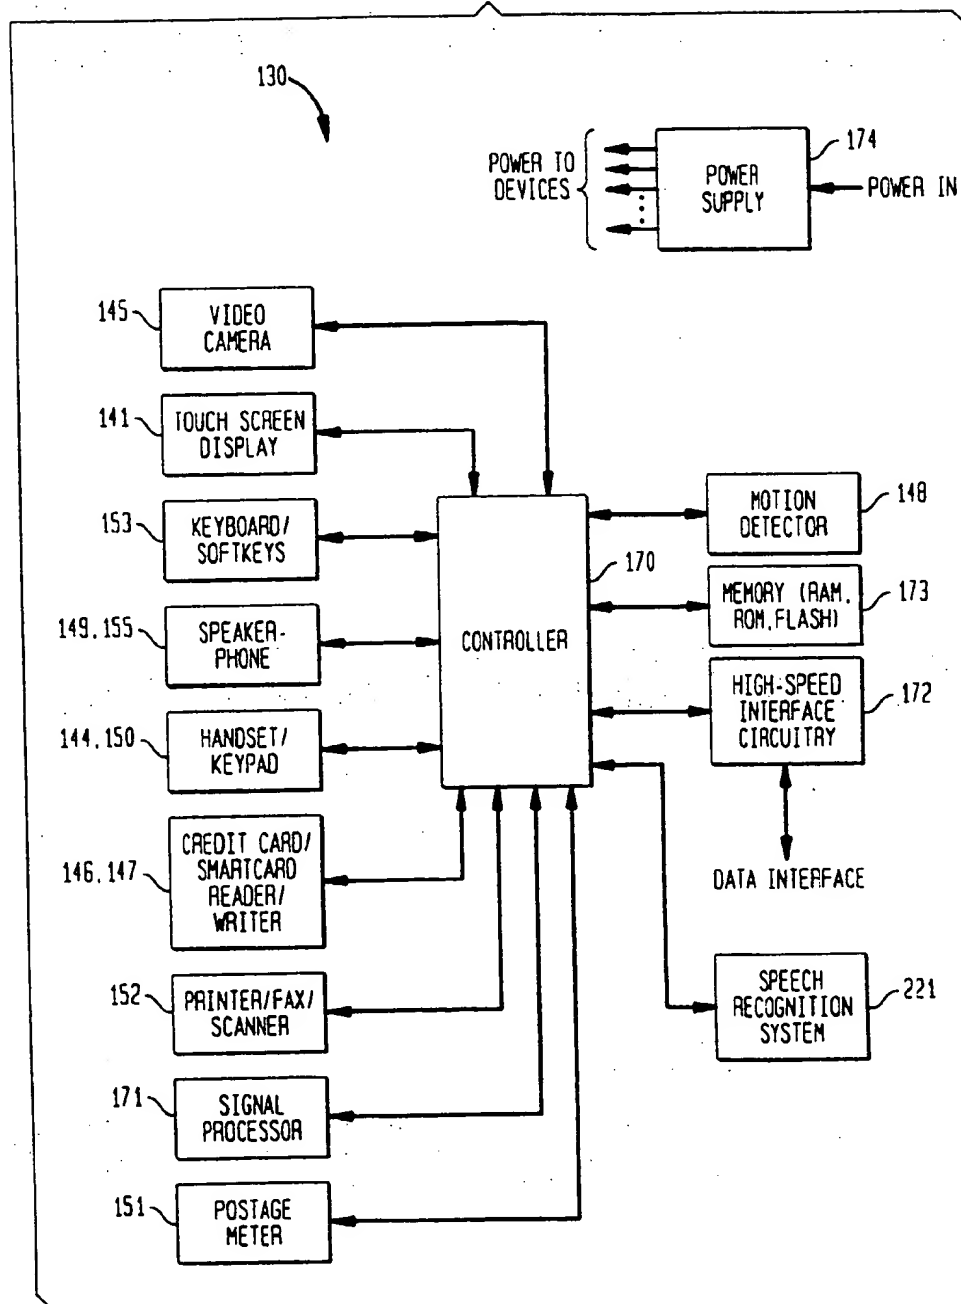 130
POWER TO
DEVICES
POWER
SUPPLY
174
POWER IN
145
VIDEO
CAMERA
141
TOUCH SCREEN
DISPLAY
153
KEYBOARD/
SOFTKEYS
149,155
SPEAKER-
PHONE
144,150
HANDSET/
KEYPAD
146,147
CREDIT CARD/
SMARTCARD
READER/
WRITER
152
PRINTER/FAX/
SCANNER
171
SIGNAL
PROCESSOR
151
POSTAGE
METER
CONTROLLER
170
MOTION
DETECTOR
148
MEMORY (RAM,
ROM,FLASH)
173
HIGH-SPEED
INTERFACE
CIRCUITRY
172
DATA INTERFACE
SPEECH
RECOGNITION
SYSTEM
221